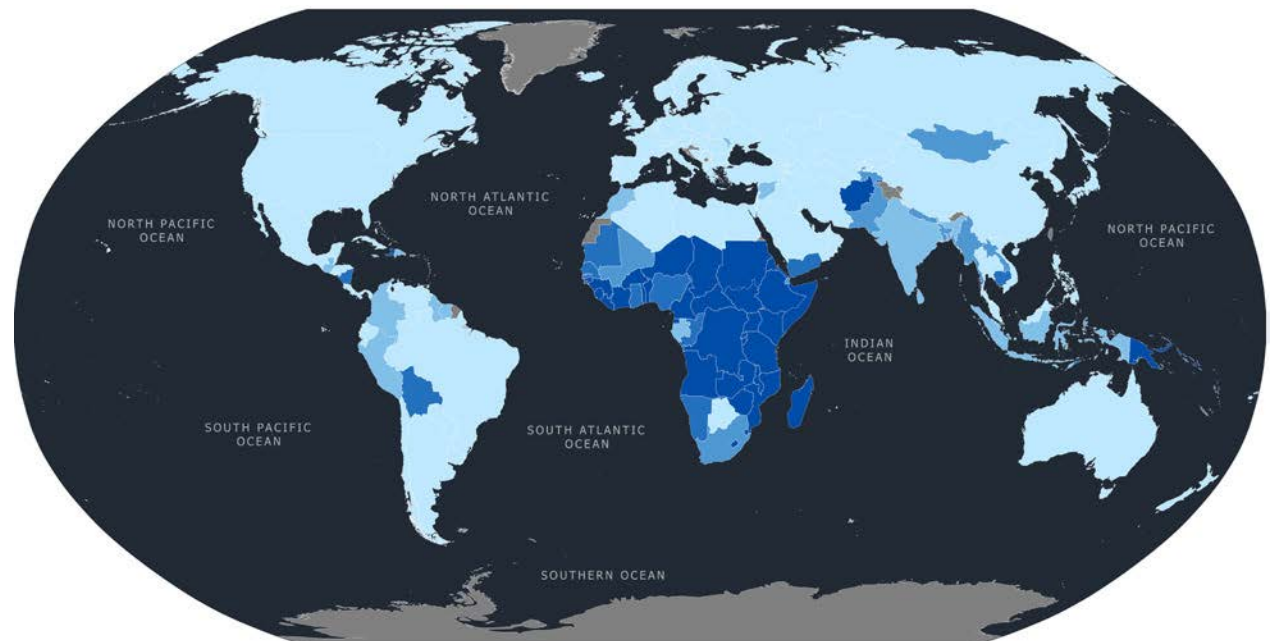 NORTH ATLANTIC
OCEAN
NORTH PACIFIC
OCEAN
NORTH PACIFIC
OCEAN
INDIAN
OCEAN
SOUTH PACIFIC
OCEAN
SOUTH ATLANTIC
OCEAN
SOUTHERN OCEAN